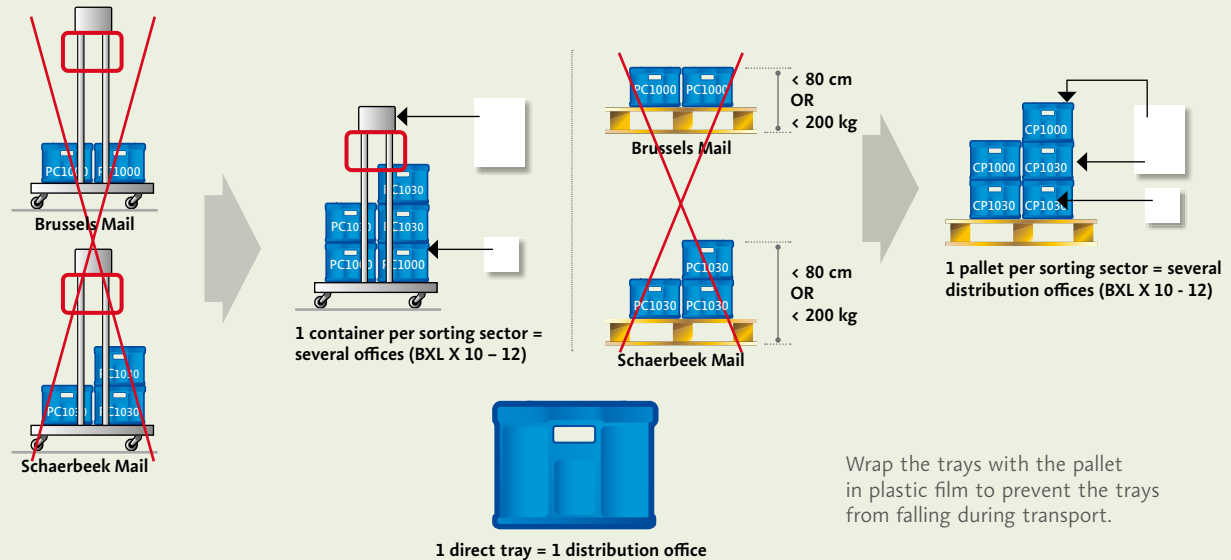 PC1000 PC1000
Brussels Mail
PC1030
PC1030 PC1030
Schaerbeek Mail
PC1030
PC1030 PC1030
PC1000 PC1000
1 container per sorting sector =
several offices (BXL X 10 – 12)
PC1000 PC1000
Brussels Mail
< 80 cm
OR
< 200 kg
PC1030
PC1030 PC1030
Schaerbeek Mail
< 80 cm
OR
< 200 kg
CP1000
CP1000 CP1030
CP1030 CP1030
1 pallet per sorting sector = several
distribution offices (BXL X 10 - 12)
1 direct tray = 1 distribution office
Wrap the trays with the pallet
in plastic film to prevent the trays
from falling during transport.